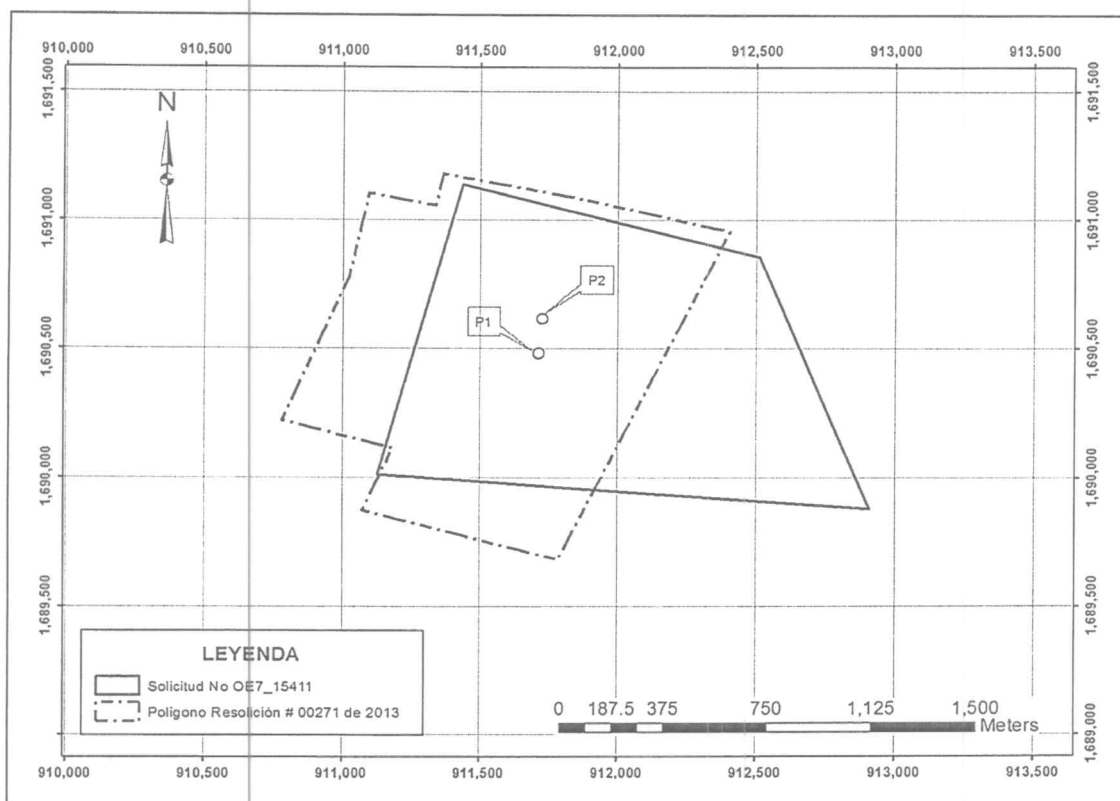 910,000 910,500 911,000 911,500 912,000 912,500 913,000 913,500
1,691,500 1,691,500
N
1,691,000 1,691,000
P2
P1
1,690,500 1,690,500
1,690,000 1,690,000
1,689,500 1,689,500
LEYENDA
Solicitud No OE7_15411
Poligono Resolición # 00271 de 2013
0 187.5 375 750 1,125 1,500
Meters
1,689,000 1,689,000
910,000 910,500 911,000 911,500 912,000 912,500 913,000 913,500